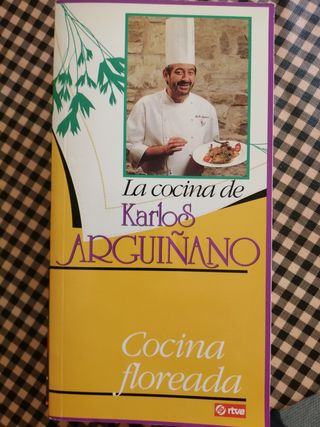 La cocina de
Karlos
ARGUIÑANO
Cocina
floreada
rtve